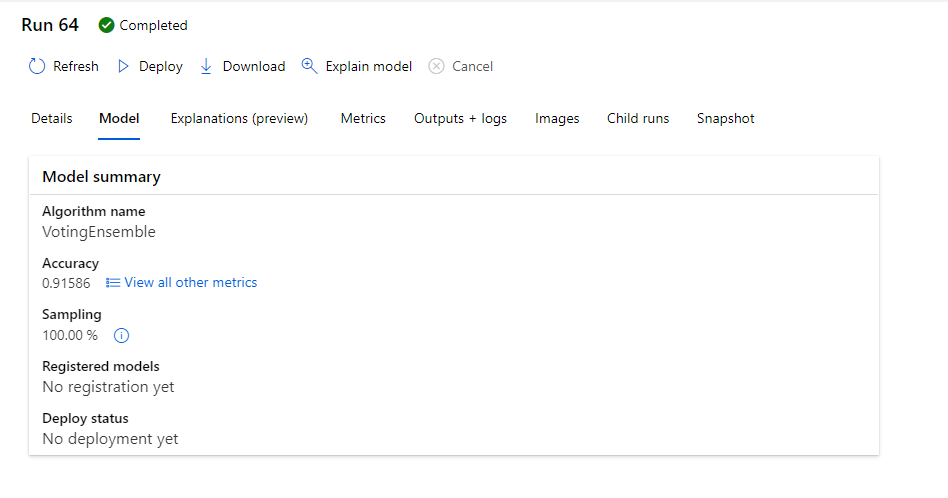 Run 64 Completed
Refresh Deploy Download Explain model Cancel
Details Model Explanations (preview) Metrics Outputs + logs Images Child runs Snapshot
Model summary
Algorithm name
VotingEnsemble
Accuracy
0.91586 View all other metrics
Sampling
100.00 %
Registered models
No registration yet
Deploy status
No deployment yet